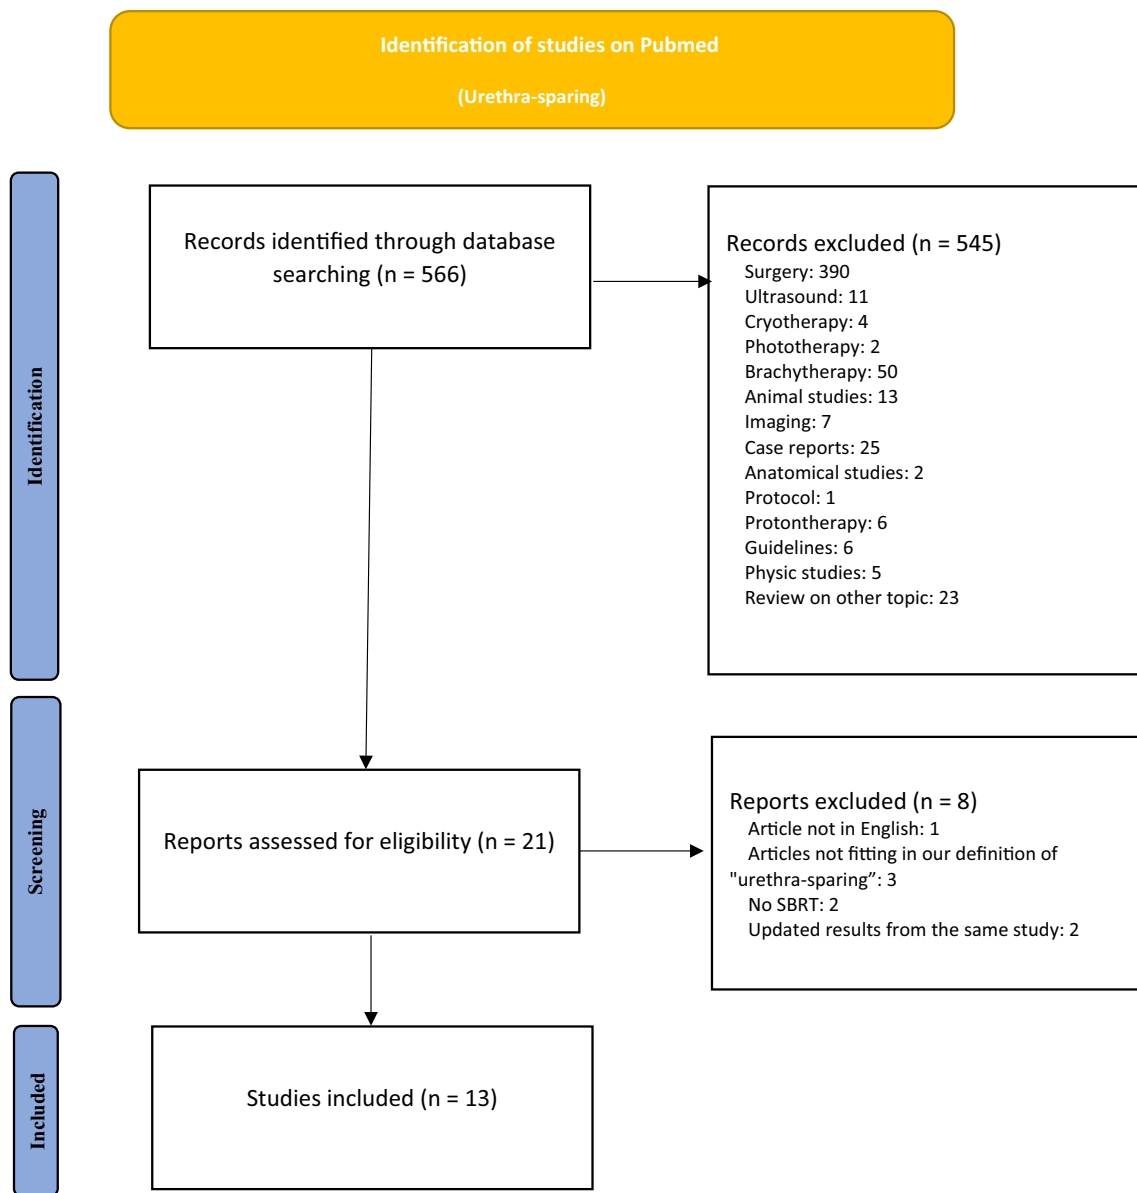 Identification of studies on Pubmed
(Urethra-sparing)
Identification
Records identified through database
searching (n = 566)
Records excluded (n = 545)
Surgery: 390
Ultrasound: 11
Cryotherapy: 4
Phototherapy: 2
Brachytherapy: 50
Animal studies: 13
Imaging: 7
Case reports: 25
Anatomical studies: 2
Protocol: 1
Protontherapy: 6
Guidelines: 6
Physic studies: 5
Review on other topic: 23
Screening
Reports assessed for eligibility (n = 21)
Reports excluded (n = 8)
Article not in English: 1
Articles not fitting in our definition of
"urethra-sparing”: 3
No SBRT: 2
Updated results from the same study: 2
Included
Studies included (n = 13)